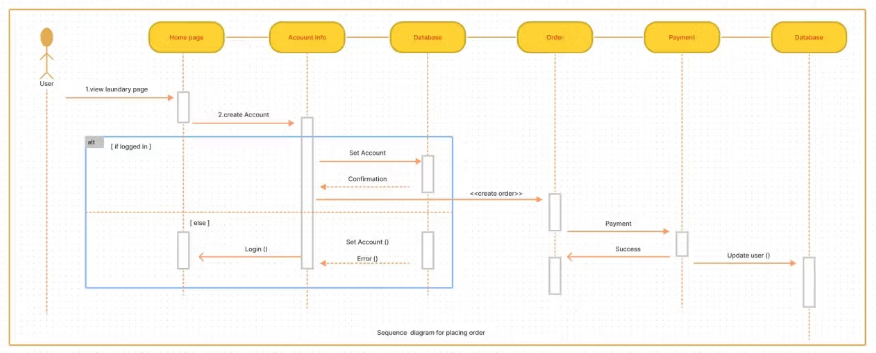 Home page
Acount Info
Database
Order
Payment
Database
User
1.view laundary page
2.create Account
alt
[ if logged in ]
Set Account
Confirmation
<<create order>>
[ else ]
Payment
Set Account ()
Login ()
Success
Update user ()
Error ()
Sequence diagram for placing order